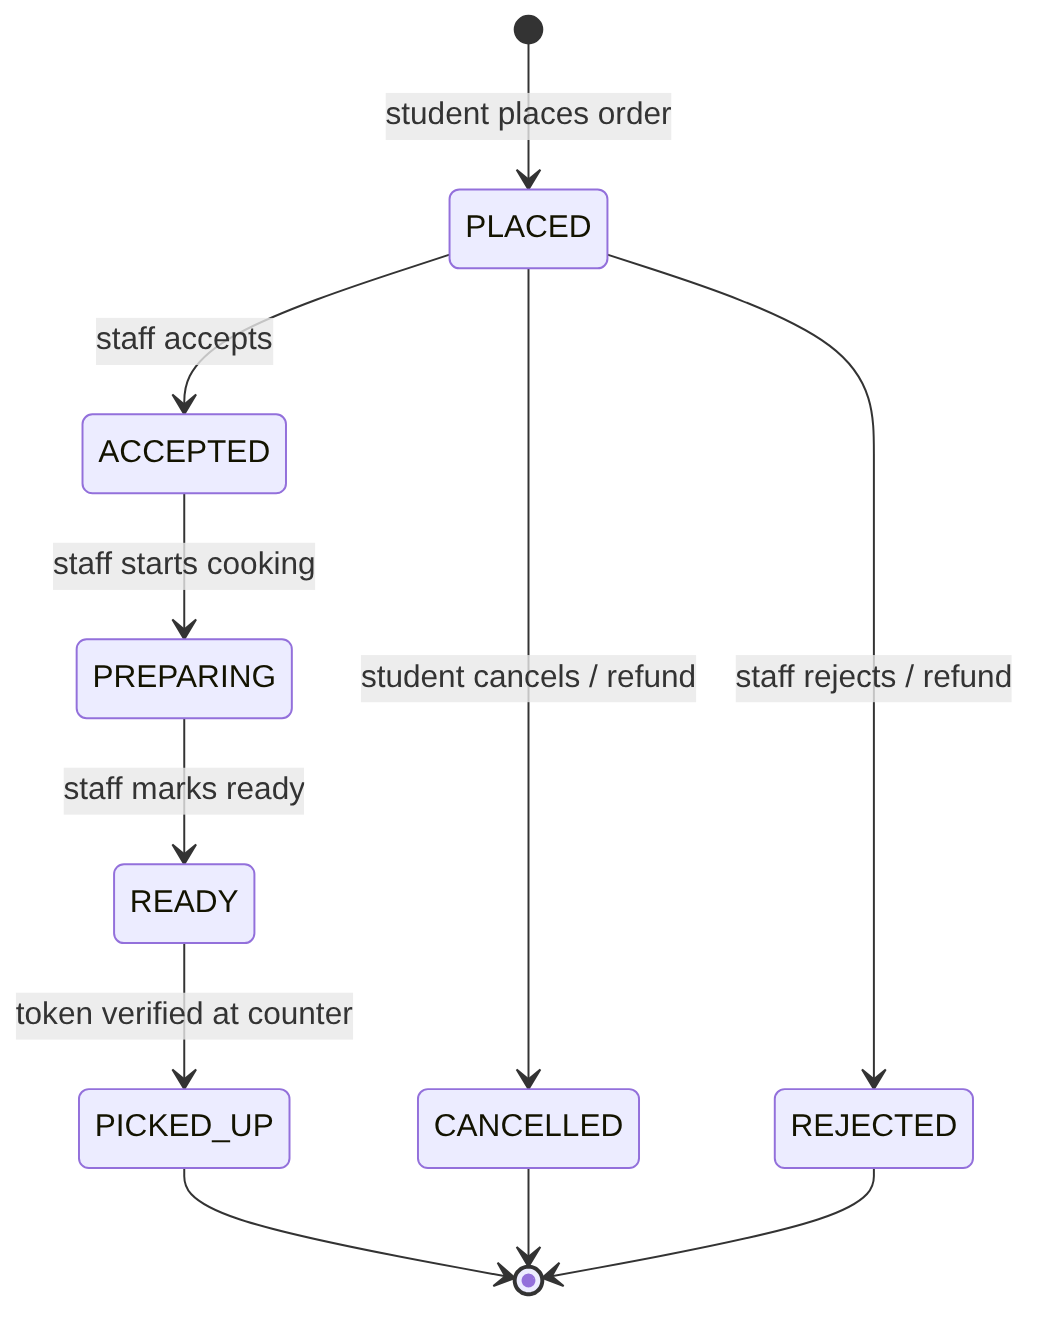 student places order
PLACED
staff accepts
ACCEPTED
staff starts cooking
PREPARING
student cancels / refund
staff rejects / refund
staff marks ready
READY
token verified at counter
PICKED_UP
CANCELLED
REJECTED